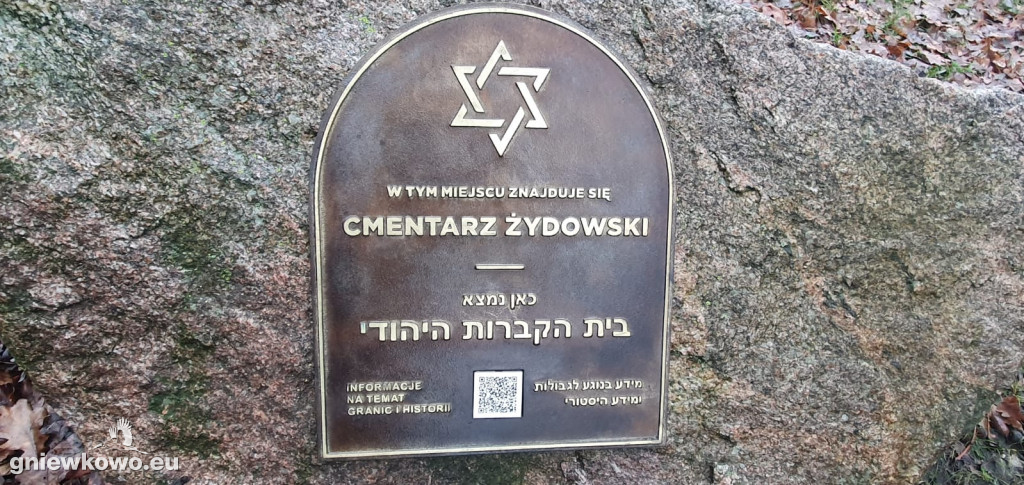 W TYM MIEJSCU ZNAJDUJE SIĘ
CMENTARZ ŻYDOWSKI
כאן נמצא
בית הקברות היהודי
INFORMACJE
NA TEMAT
GRANIC I HISTORII
מידע בנוגע לגבולות
ומידע היסטורי
gniewkowo.eu